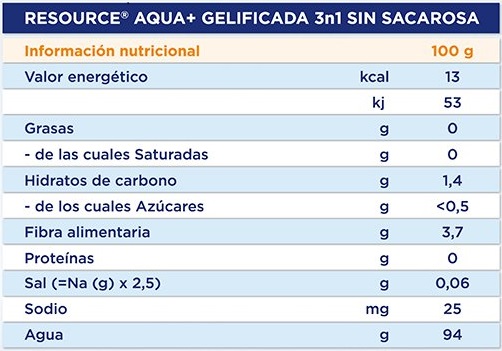 RESOURCE® AQUA+ GELIFICADA 3n1 SIN SACAROSA
Información nutricional 100 g
Valor energético kcal 13
kj 53
Grasas g 0
- de las cuales Saturadas g 0
Hidratos de carbono g 1,4
- de los cuales Azúcares g <0,5
Fibra alimentaria g 3,7
Proteínas g 0
Sal (=Na (g) x 2,5) g 0,06
Sodio mg 25
Agua g 94